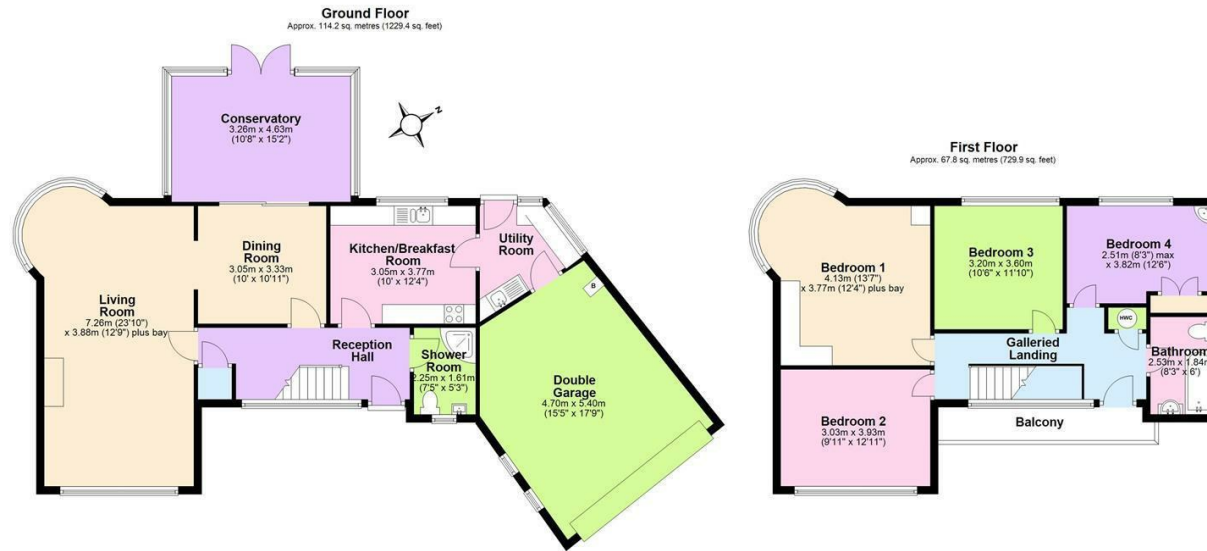 Ground Floor
Approx. 114.2 sq. metres (1229.4 sq. feet)
Conservatory
3.26m x 4.63m
(10'8" x 15'2")
N
Dining
Room
3.05m x 3.33m
(10' x 10'11")
Kitchen/Breakfast
Room
3.05m x 3.77m
(10' x 12'4")
Utility
Room
B
Living
Room
7.26m (23'10")
x 3.88m (12'9") plus bay
Reception
Hall
Shower
Room
2.25m x 1.61m
(7'5" x 5'3")
Double
Garage
4.70m x 5.40m
(15'5" x 17'9")
First Floor
Approx. 67.8 sq. metres (729.9 sq. feet)
Bedroom 1
4.13m (13'7")
x 3.77m (12'4") plus bay
Bedroom 3
3.20m x 3.60m
(10'6" x 11'10")
Bedroom 4
2.51m (8'3") max
x 3.82m (12'6")
HWC
Galleried
Landing
Bathroom
2.53m x 1.84m
(8'3" x 6')
Bedroom 2
3.03m x 3.93m
(9'11" x 12'11")
Balcony